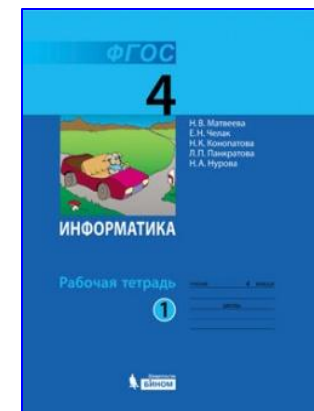 ФГОС
4
Н.В. Матвеева
Е.Н. Челак
Н.К. Конопатова
Л.П. Панкратова
Н.А. Нурова
ИНФОРМАТИКА
Рабочая тетрадь
1
БИНОМ